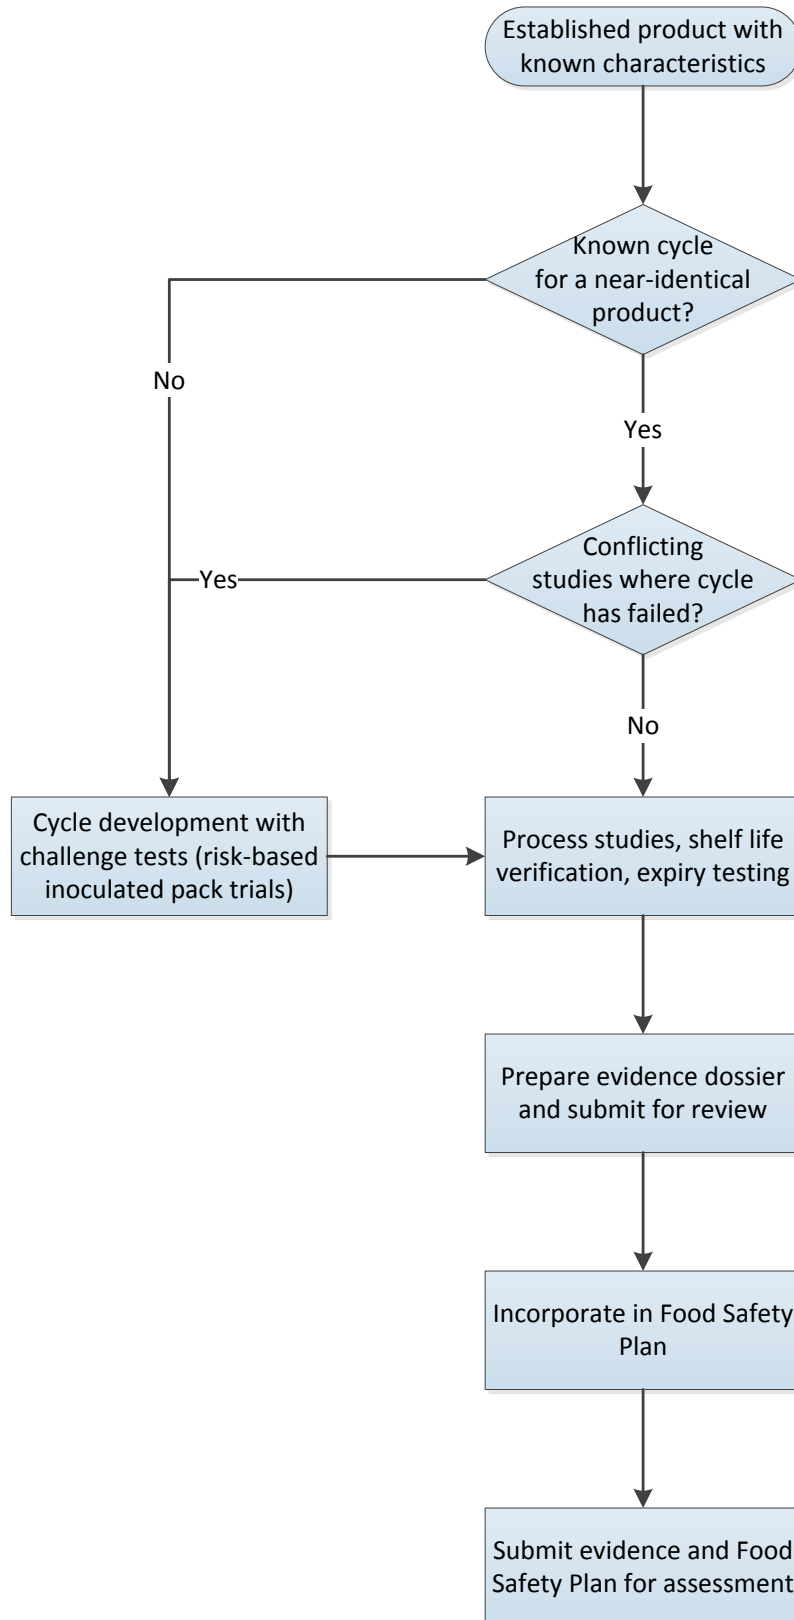 Established product with
known characteristics
Known cycle
for a near-identical
product?
No
Yes
Conflicting
studies where cycle
has failed?
Yes
No
Cycle development with
challenge tests (risk-based
inoculated pack trials)
Process studies, shelf life
verification, expiry testing
Prepare evidence dossier
and submit for review
Incorporate in Food Safety
Plan
Submit evidence and Food
Safety Plan for assessment